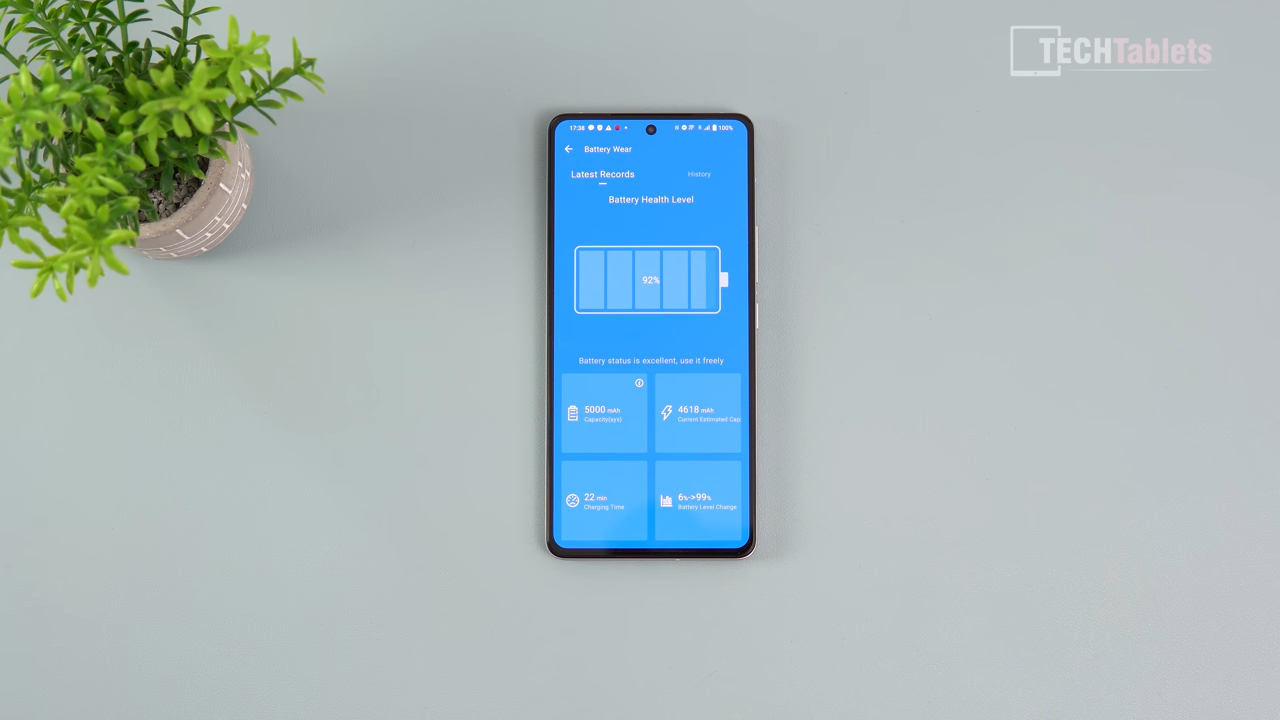 TECHTablets
17:38 100%
Battery Wear
Latest Records History
Battery Health Level
92%
Battery status is excellent, use it freely
5000 mAh 4618 mAh
Capacity(sys) Current Estimated Cap
22 min 6%->99%
Charging Time Battery Level Change